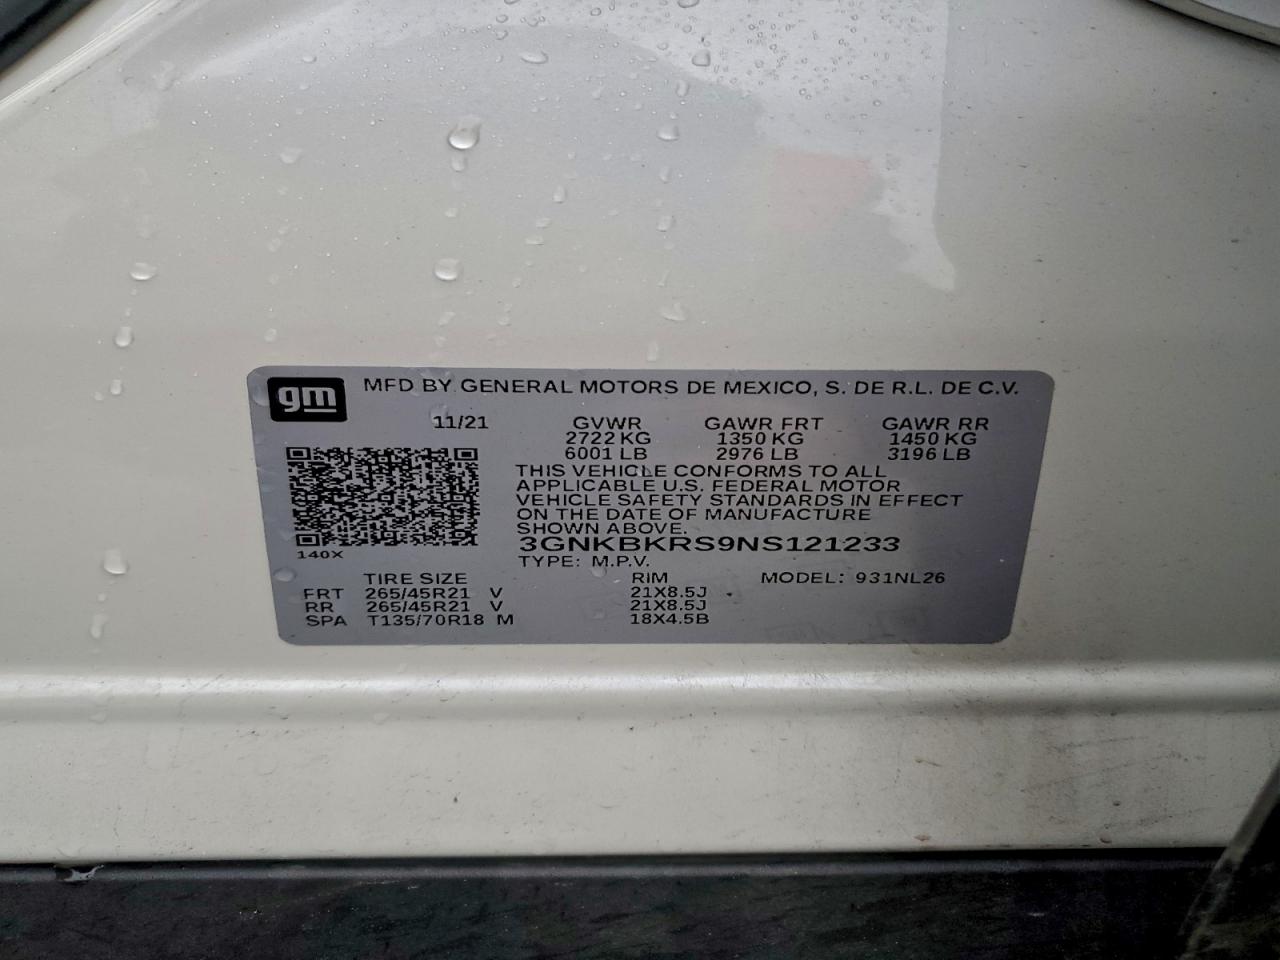 gm
MFD BY GENERAL MOTORS DE MEXICO, S. DE R.L. DE C.V.
11/21 GVWR GAWR FRT GAWR RR
2722 KG 1350 KG 1450 KG
6001 LB 2976 LB 3196 LB
THIS VEHICLE CONFORMS TO ALL
APPLICABLE U.S. FEDERAL MOTOR
VEHICLE SAFETY STANDARDS IN EFFECT
ON THE DATE OF MANUFACTURE
SHOWN ABOVE.
3GNKBKRS9NS121233
140X
TYPE: M.P.V.
TIRE SIZE RIM MODEL: 931NL26
FRT 265/45R21 V 21X8.5J
RR 265/45R21 V 21X8.5J
SPA T135/70R18 M 18X4.5B